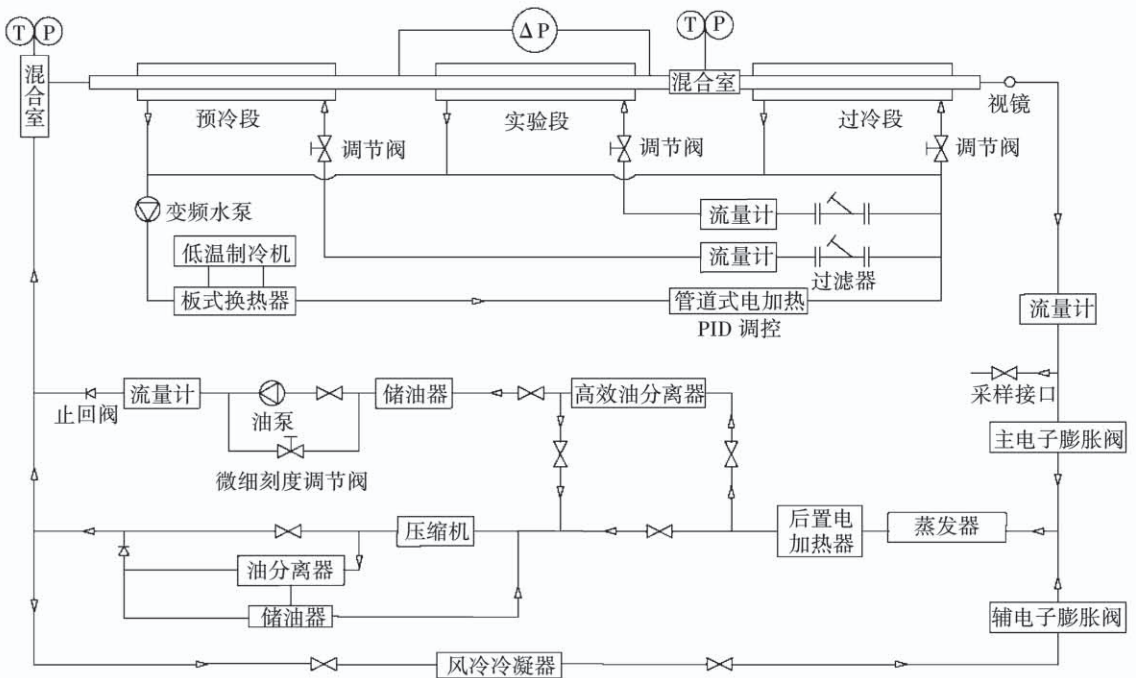 T P
ΔP
T P
混合室
混合室
视镜
预冷段
实验段
过冷段
调节阀
调节阀
调节阀
变频水泵
流量计
低温制冷机
流量计
过滤器
板式换热器
管道式电加热
PID 调控
流量计
采样接口
止回阀
流量计
油泵
储油器
高效油分离器
主电子膨胀阀
微细刻度调节阀
压缩机
后置电
加热器
蒸发器
油分离器
储油器
辅电子膨胀阀
风冷冷凝器